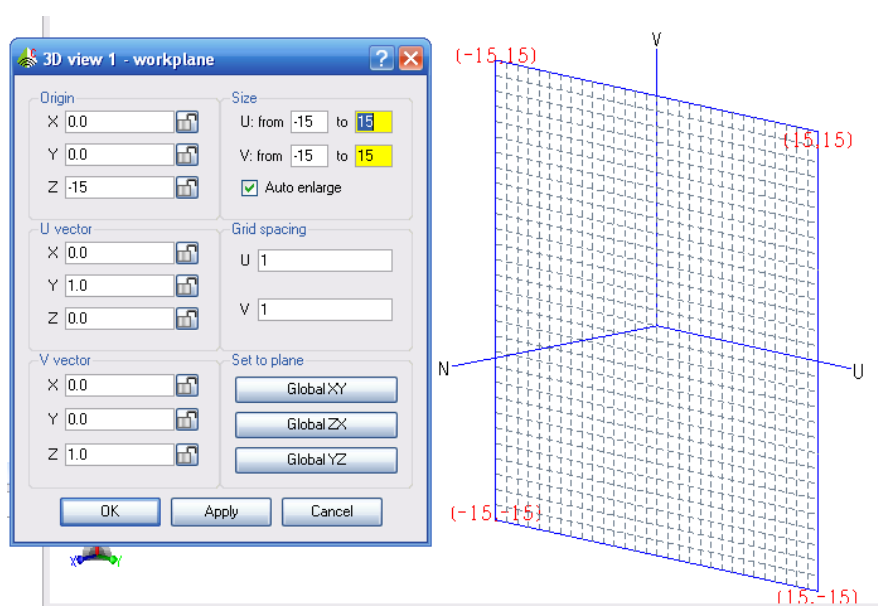 3D view 1 - workplane
Origin
X 0.0
Y 0.0
Z -15
Size
U: from -15 to 15
V: from -15 to 15
Auto enlarge
U vector
X 0.0
Y 1.0
Z 0.0
Grid spacing
U 1
V 1
V vector
X 0.0
Y 0.0
Z 1.0
Set to plane
Global XY
Global ZX
Global YZ
OK Apply Cancel
X Y
V
(-15,15)
(15,15)
N
U
(-15,-15)
(15,-15)